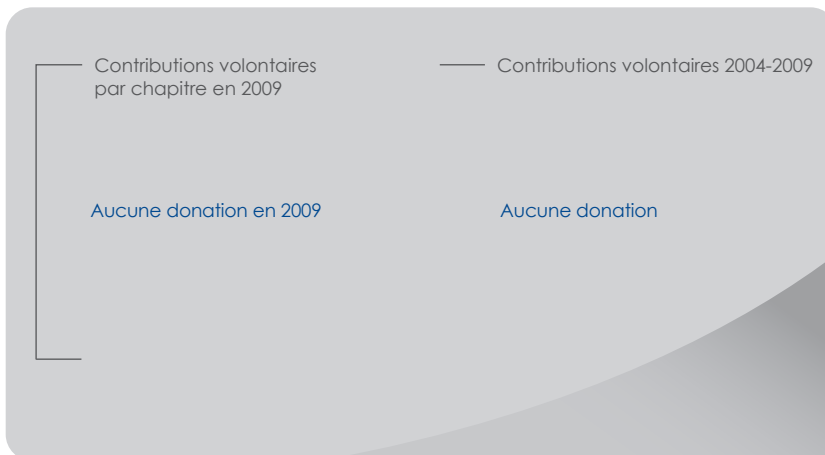 Contributions volontaires
par chapitre en 2009
Contributions volontaires 2004-2009
Aucune donation en 2009
Aucune donation